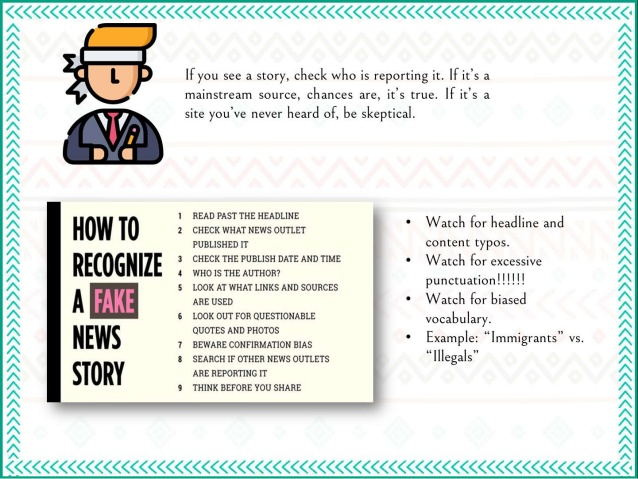 If you see a story, check who is reporting it. If it's a
mainstream source, chances are, it's true. If it's a
site you've never heard of, be skeptical.
HOW TO
RECOGNIZE
A FAKE
NEWS
STORY
1 READ PAST THE HEADLINE
2 CHECK WHAT NEWS OUTLET
PUBLISHED IT
3 CHECK THE PUBLISH DATE AND TIME
4 WHO IS THE AUTHOR?
5 LOOK AT WHAT LINKS AND SOURCES
ARE USED
6 LOOK OUT FOR QUESTIONABLE
QUOTES AND PHOTOS
7 BEWARE CONFIRMATION BIAS
8 SEARCH IF OTHER NEWS OUTLETS
ARE REPORTING IT
9 THINK BEFORE YOU SHARE
• Watch for headline and
content typos.
• Watch for excessive
punctuation!!!!!!
• Watch for biased
vocabulary.
• Example: “Immigrants” vs.
“Illegals”